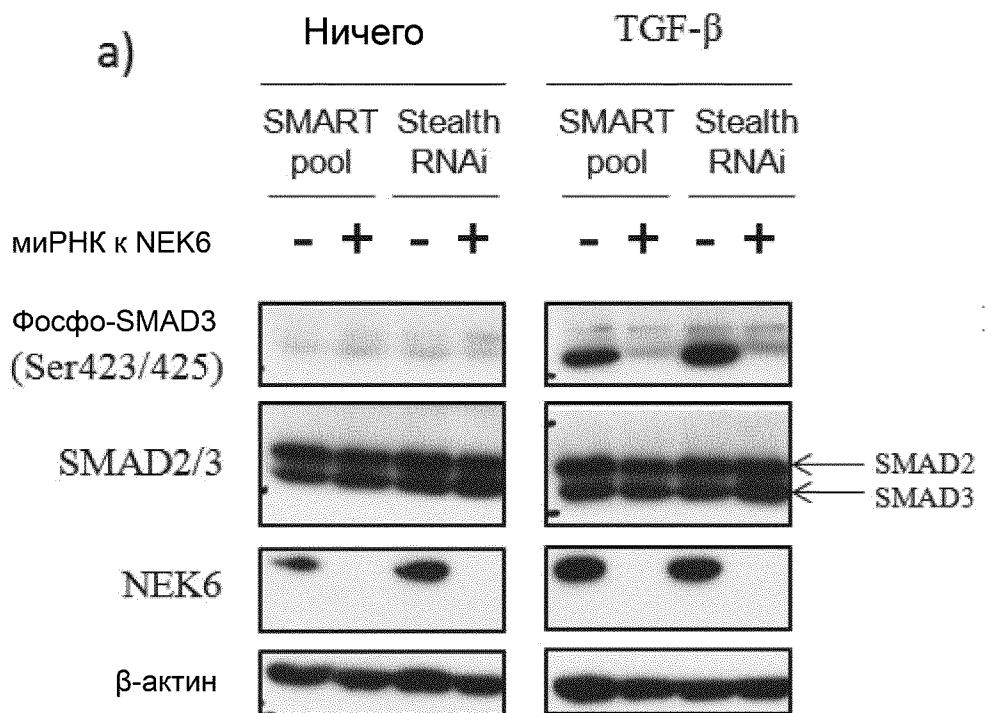 а)
Ничего TGF-β
SMART pool Stealth RNAi SMART pool Stealth RNAi
миРНК к NEK6 - + - + - + - +
Фосфо-SMAD3
(Ser423/425)
SMAD2/3
SMAD2
SMAD3
NEK6
β-актин